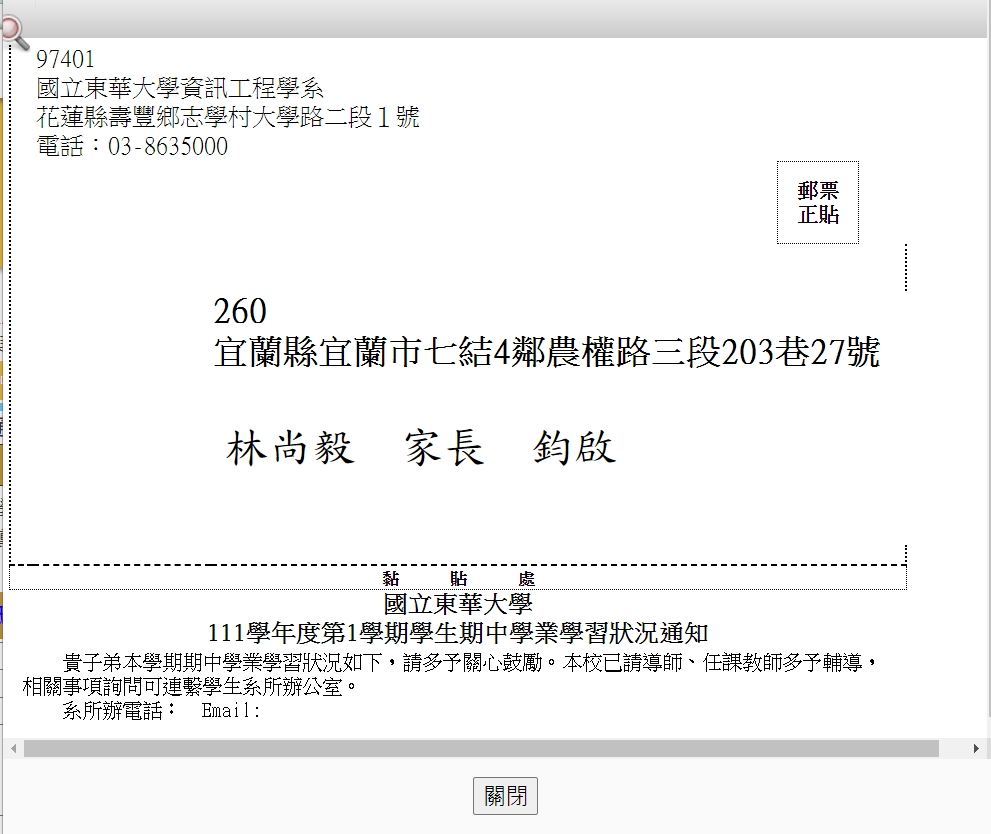 97401
國立東華大學資訊工程學系
花蓮縣壽豐鄉志學村大學路二段１號
電話：03-8635000
郵票
正貼
260
宜蘭縣宜蘭市七結4鄰農權路三段203巷27號
林尚毅　家長　鈞啟
黏　貼　處
國立東華大學
111學年度第1學期學生期中學業學習狀況通知
貴子弟本學期期中學業學習狀況如下，請多予關心鼓勵。本校已請導師、任課教師多予輔導，
相關事項詢問可連繫學生系所辦公室。
系所辦電話：　Email:
關閉